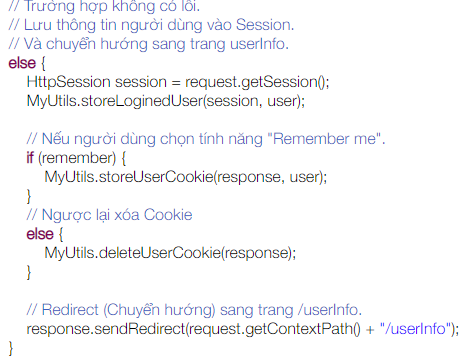 // Trường hợp không có lỗi.
// Lưu thông tin người dùng vào Session.
// Và chuyển hướng sang trang userInfo.
else {
HttpSession session = request.getSession();
MyUtils.storeLoginedUser(session, user);
// Nếu người dùng chọn tính năng "Remember me".
if (remember) {
MyUtils.storeUserCookie(response, user);
}
// Ngược lại xóa Cookie
else {
MyUtils.deleteUserCookie(response);
}
// Redirect (Chuyển hướng) sang trang /userInfo.
response.sendRedirect(request.getContextPath() + "/userInfo");
}